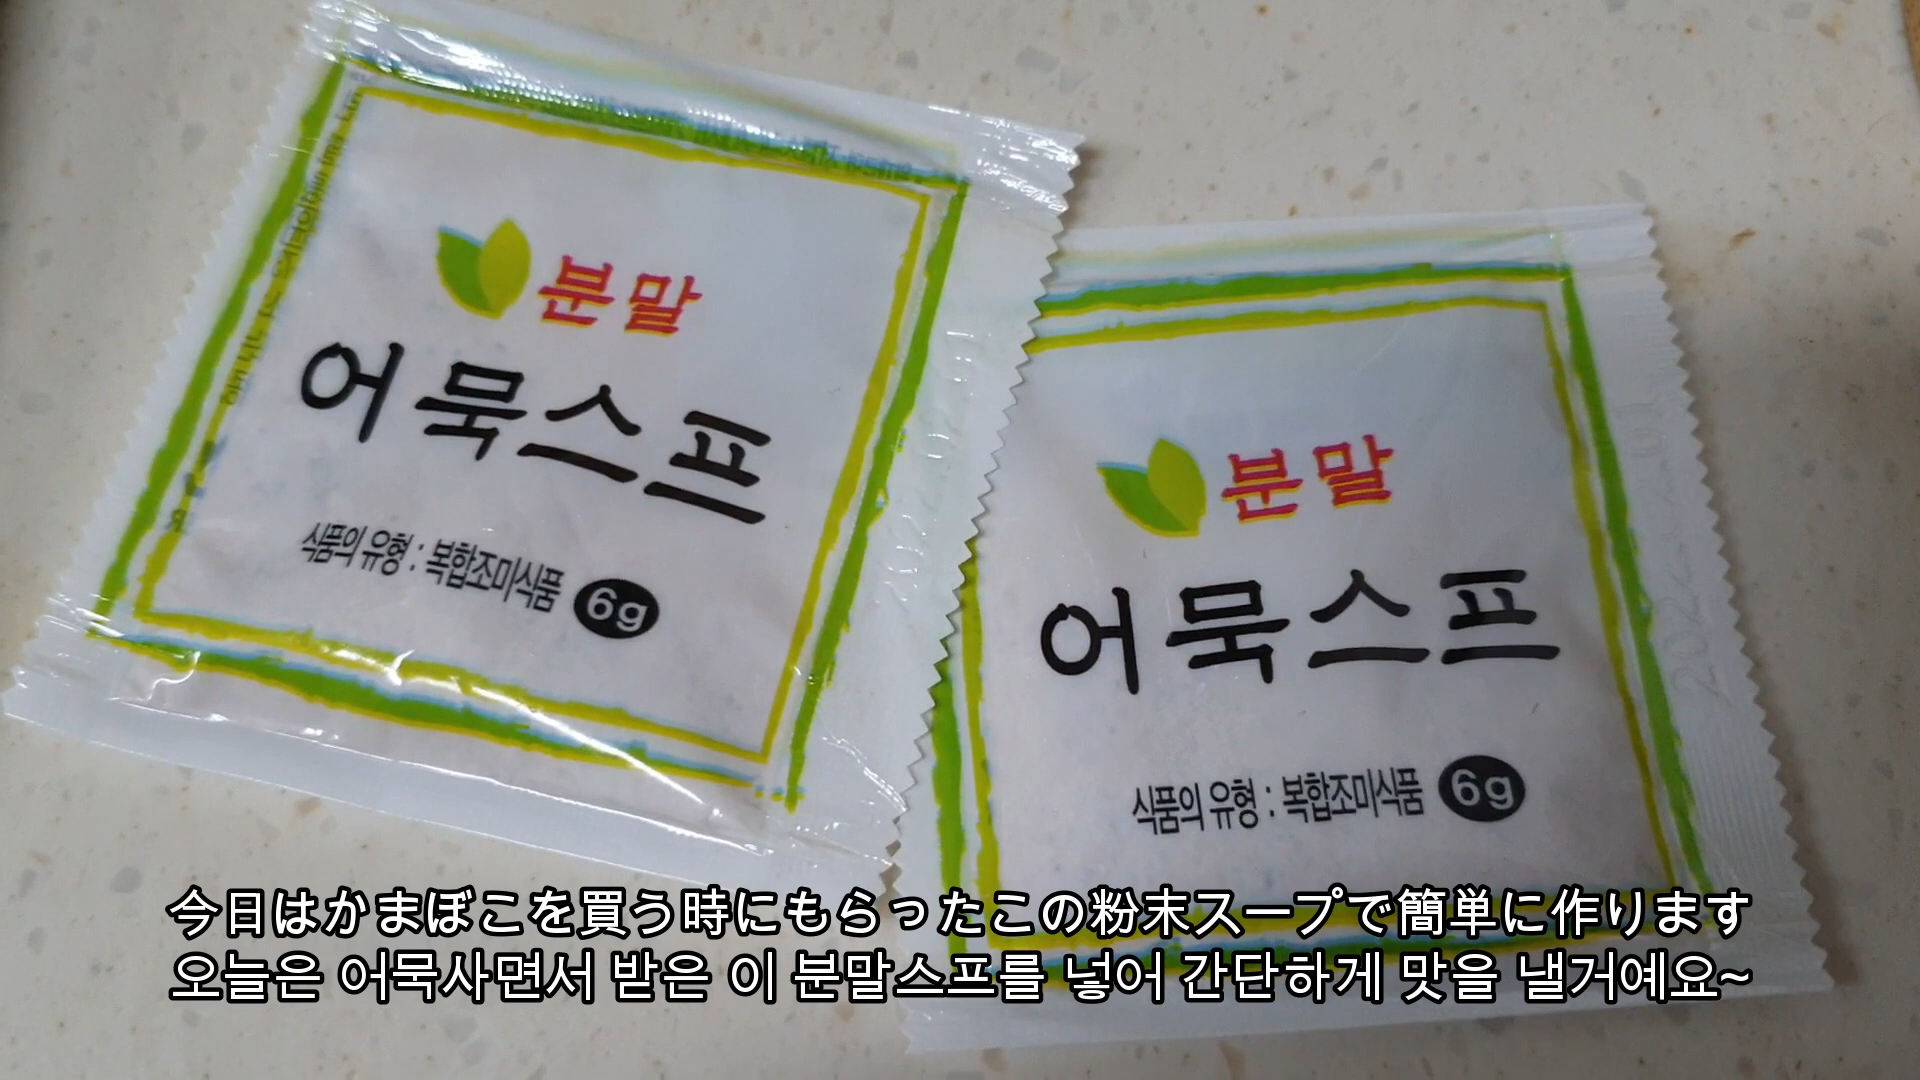 분말
어묵스프
식품의 유형 : 복합조미식품 6g
분말
어묵스프
식품의 유형 : 복합조미식품 6g
今日はかまぼこを買う時にもらったこの粉末スープで簡単に作ります
오늘은 어묵사면서 받은 이 분말스프를 넣어 간단하게 맛을 낼거예요~